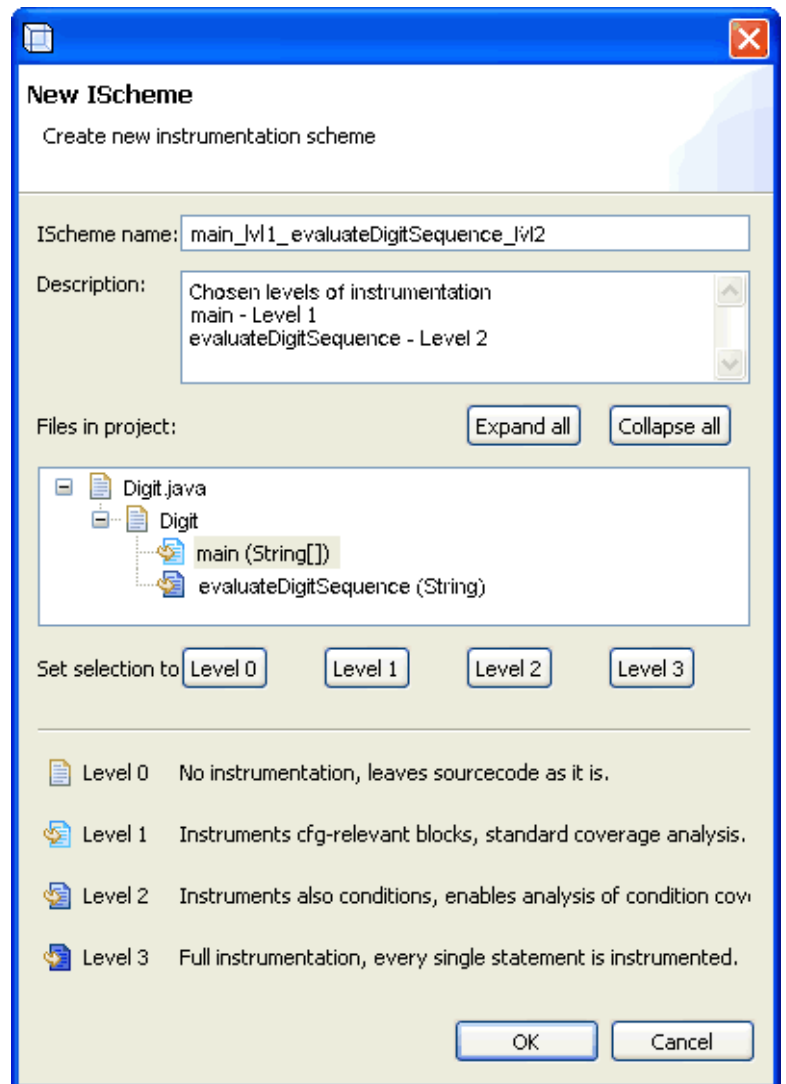 New IScheme
Create new instrumentation scheme
IScheme name: main_lvl1_evaluateDigitSequence_lvl2
Description: Chosen levels of instrumentation
main - Level 1
evaluateDigitSequence - Level 2
Files in project: Expand all Collapse all
Digit.java
Digit
main (String[])
evaluateDigitSequence (String)
Set selection to Level 0 Level 1 Level 2 Level 3
Level 0 No instrumentation, leaves sourcecode as it is.
Level 1 Instruments cfg-relevant blocks, standard coverage analysis.
Level 2 Instruments also conditions, enables analysis of condition cov
Level 3 Full instrumentation, every single statement is instrumented.
OK Cancel